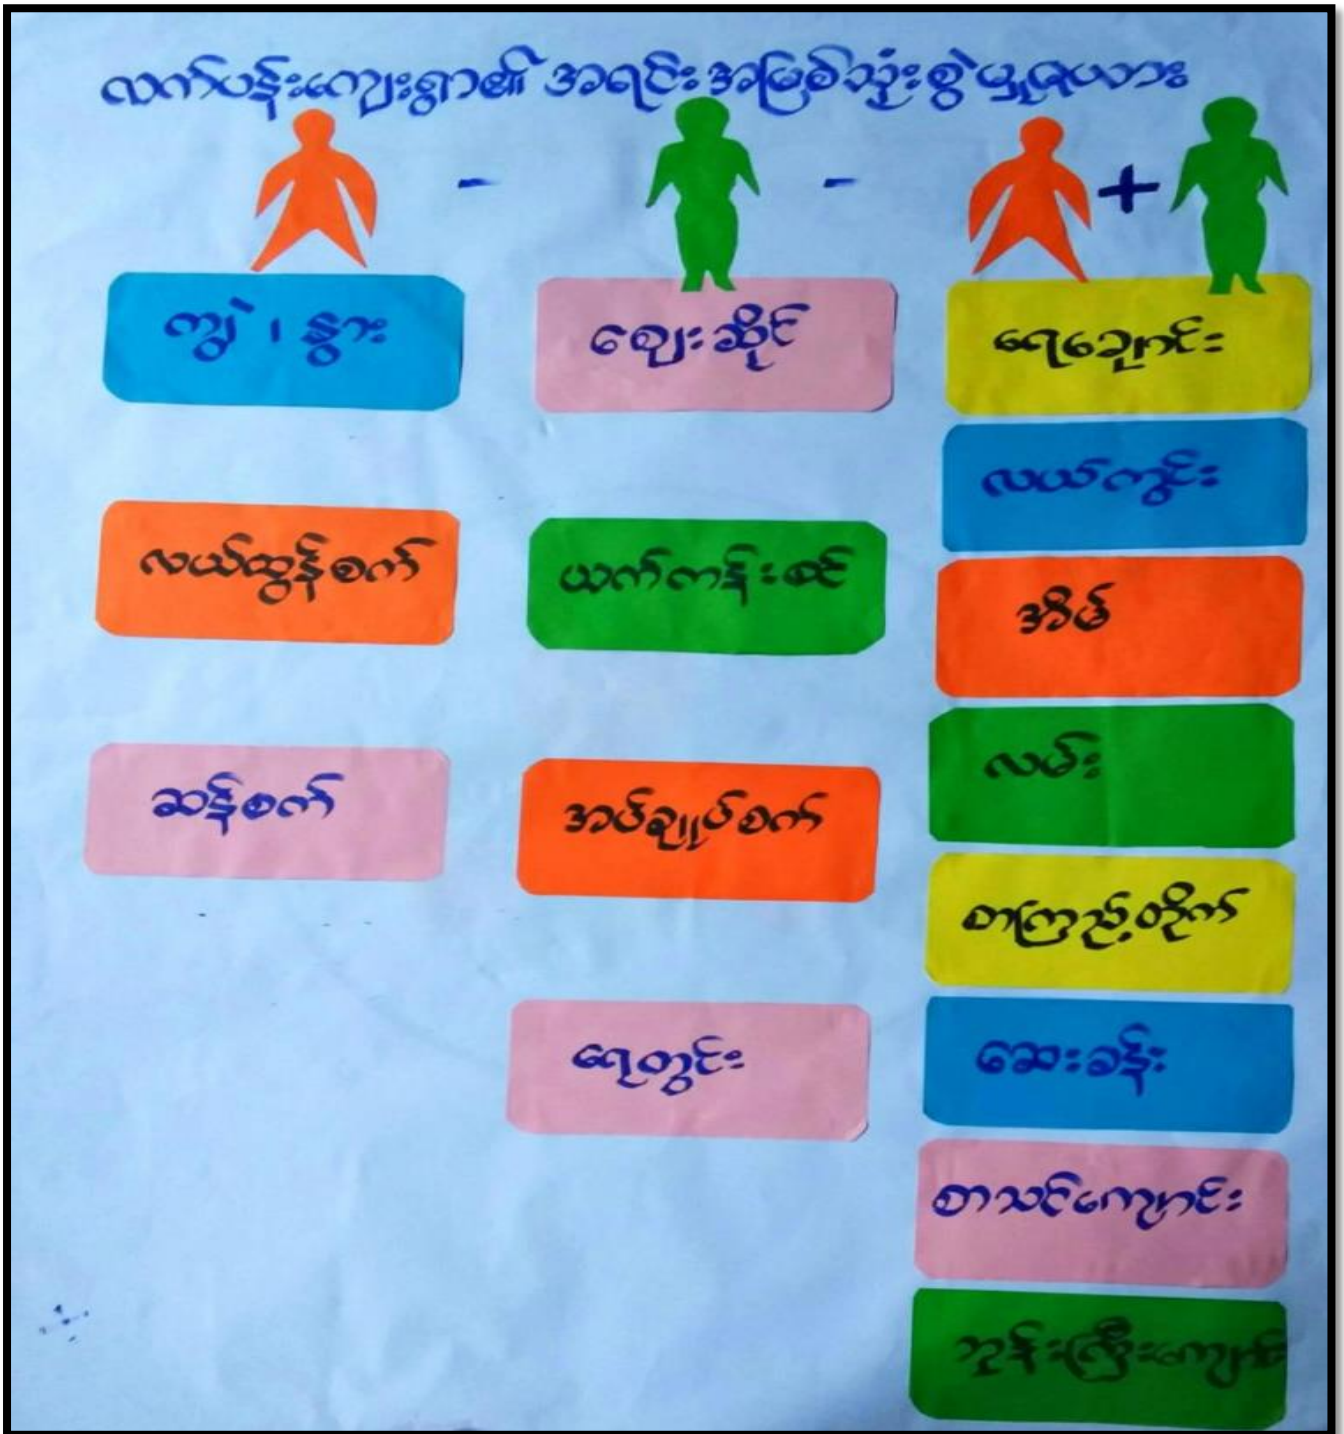 လက်ပန်းကျေးရွာ၏ အရင်းအမြစ်သုံးစွဲမှုဇယား
- - +
ကျွဲ ၊ နွား
လယ်ထွန်စက်
ဆန်စက်
ဈေးဆိုင်
ယက်ကန်းစင်
အပ်ချုပ်စက်
ရေတွင်း
ရေချောင်း
လယ်ကွင်း
အိမ်
လမ်း
စာကြည့်တိုက်
ဆေးခန်း
စာသင်ကျောင်း
ဘုန်းကြီးကျောင်း